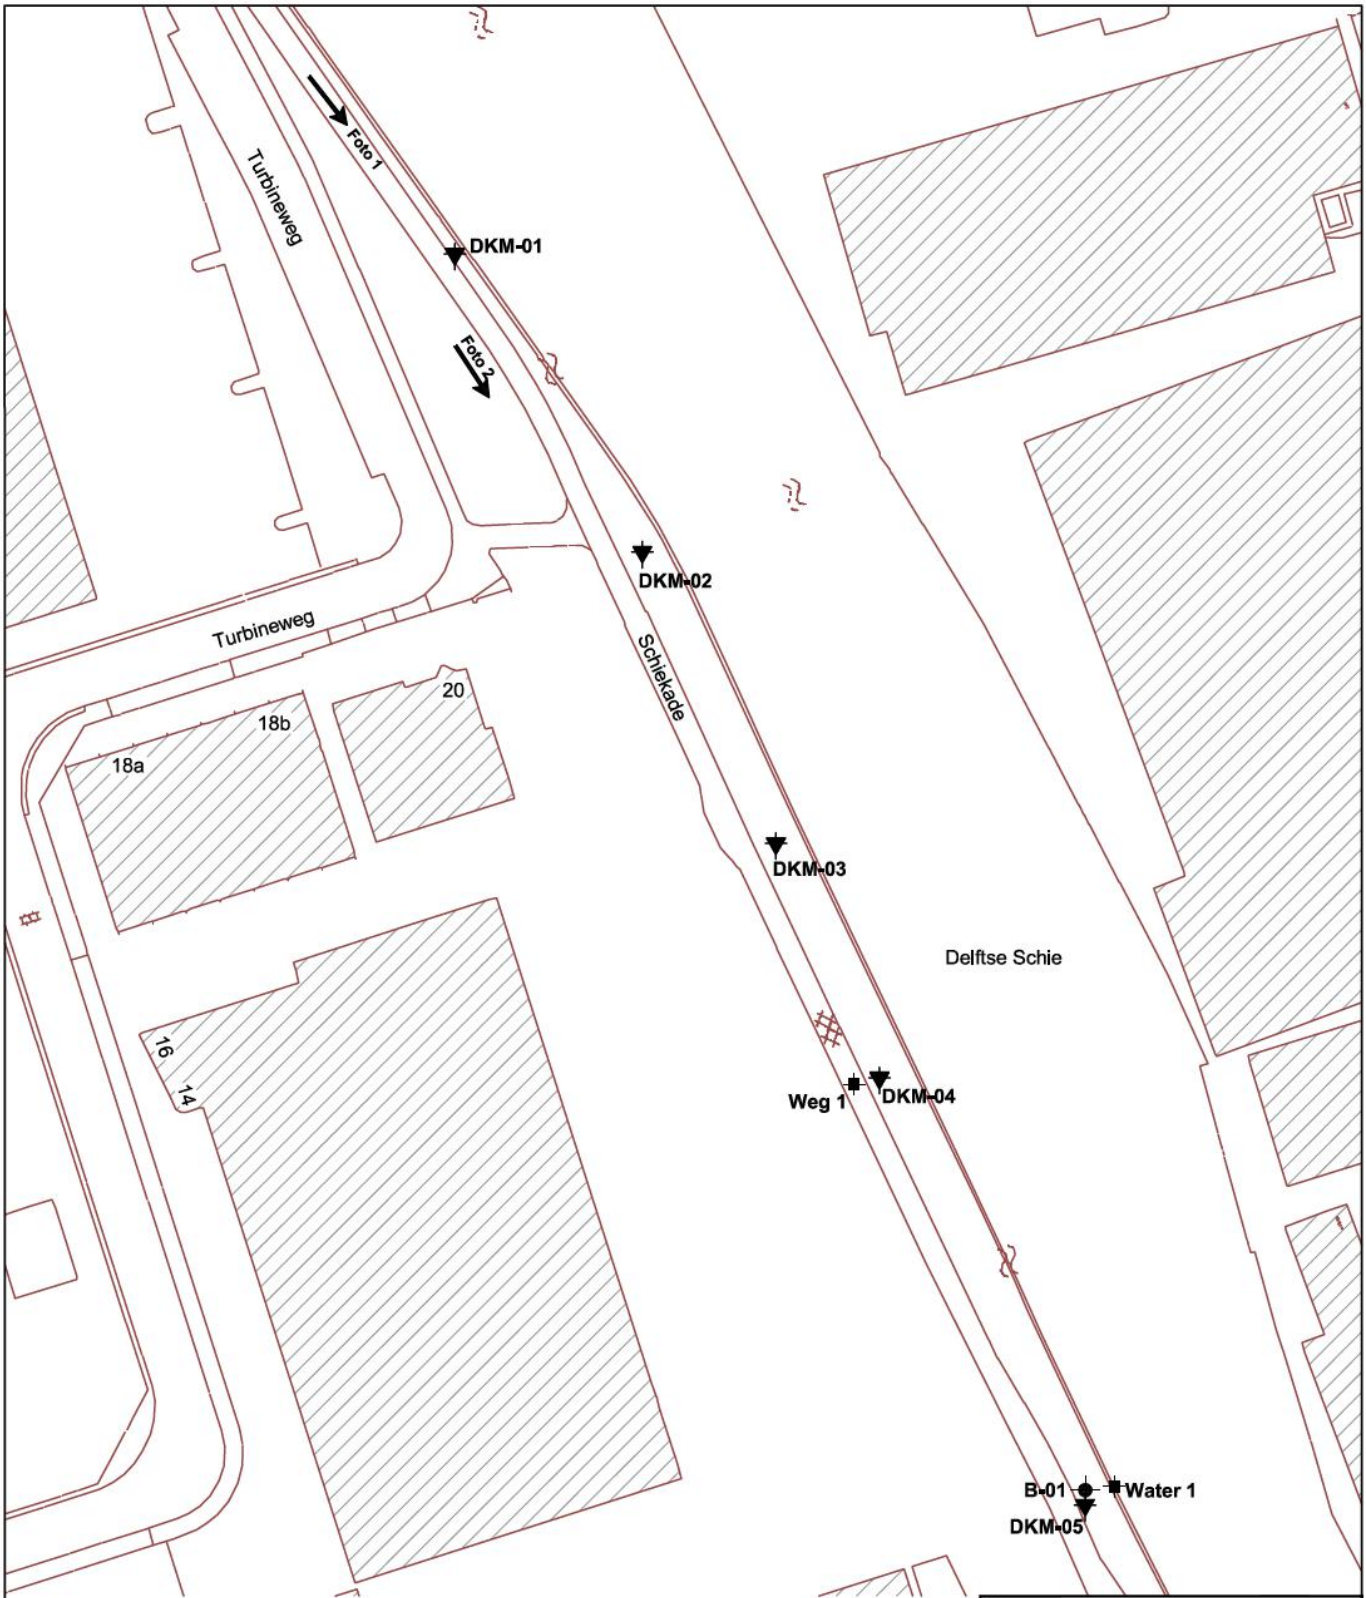 Foto 1
Turbineweg
DKM-01
Foto 2
DKM-02
Turbineweg
Schiekade
20
18b
18a
DKM-03
Delftse Schie
16
14
Weg 1
DKM-04
B-01
Water 1
DKM-05